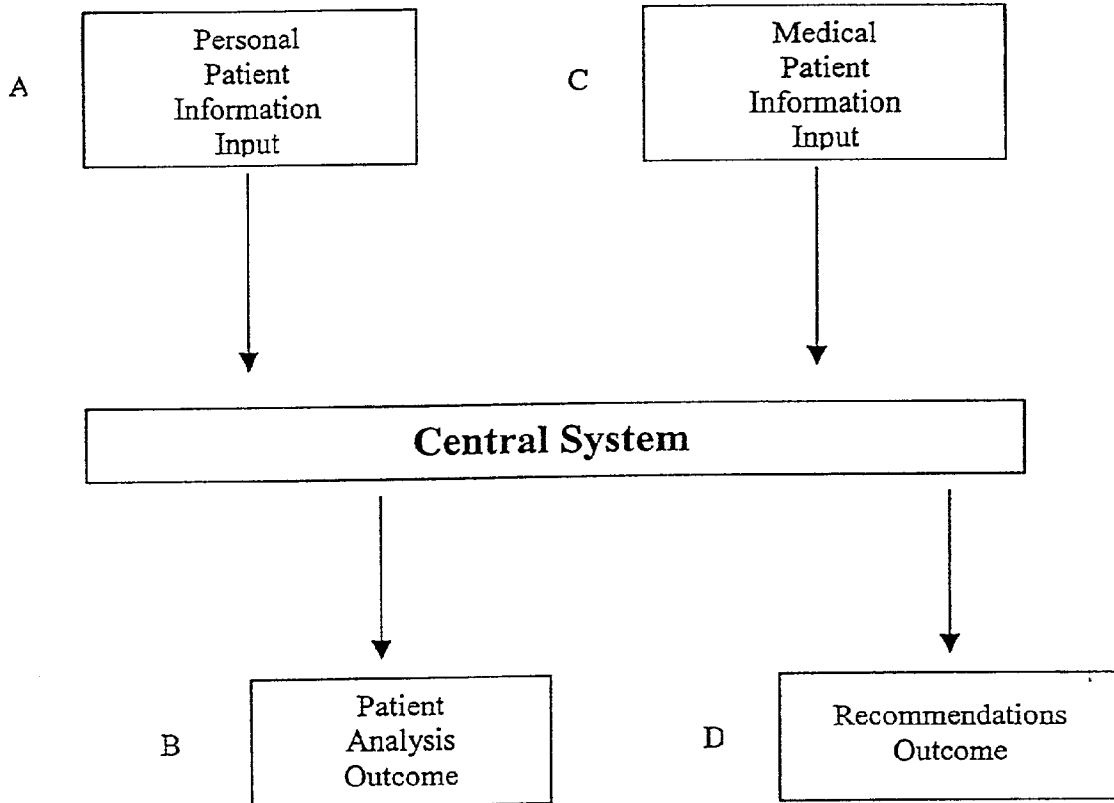 A
Personal
Patient
Information
Input
C
Medical
Patient
Information
Input
Central System
B
Patient
Analysis
Outcome
D
Recommendations
Outcome